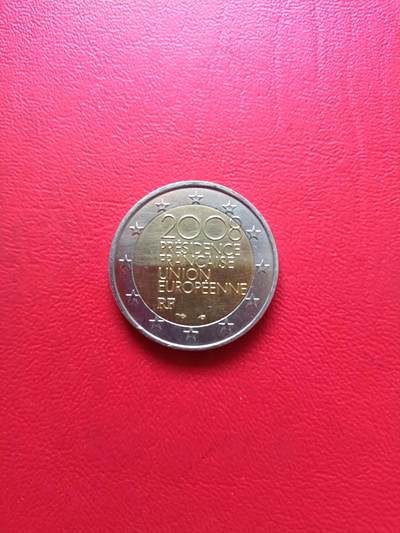 2008
PRÉSIDENCE
FRANÇAISE
UNION
EUROPÉENNE
RF